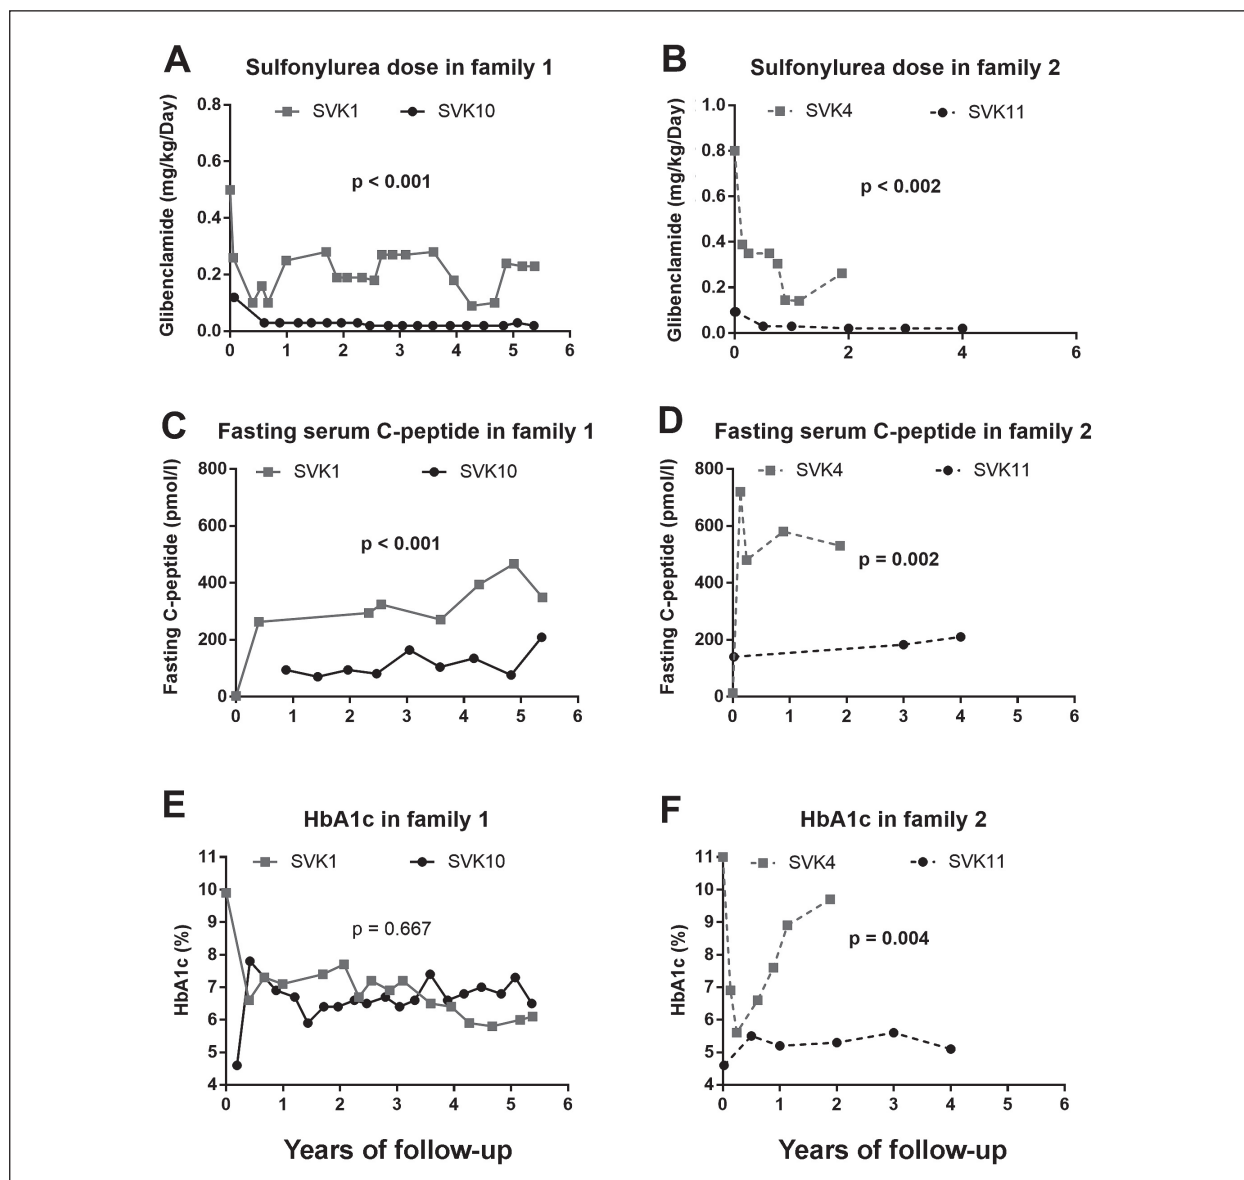 A
Sulfonylurea dose in family 1
SVK1
SVK10
p < 0.001
Glibenclamide (mg/kg/Day)
0.8
0.6
0.4
0.2
0.0
0 1 2 3 4 5 6
B
Sulfonylurea dose in family 2
SVK4
SVK11
p < 0.002
Glibenclamide (mg/kg/Day)
1.0
0.8
0.6
0.4
0.2
0.0
0 2 4 6
C
Fasting serum C-peptide in family 1
SVK1
SVK10
p < 0.001
Fasting C-peptide (pmol/l)
800
600
400
200
0
0 1 2 3 4 5 6
D
Fasting serum C-peptide in family 2
SVK4
SVK11
p = 0.002
Fasting C-peptide (pmol/l)
800
600
400
200
0
0 1 2 3 4 5 6
E
HbA1c in family 1
SVK1
SVK10
p = 0.667
HbA1c (%)
11
10
9
8
7
6
5
4
0 1 2 3 4 5 6
Years of follow-up
F
HbA1c in family 2
SVK4
SVK11
p = 0.004
HbA1c (%)
11
10
9
8
7
6
5
4
0 1 2 3 4 5 6
Years of follow-up